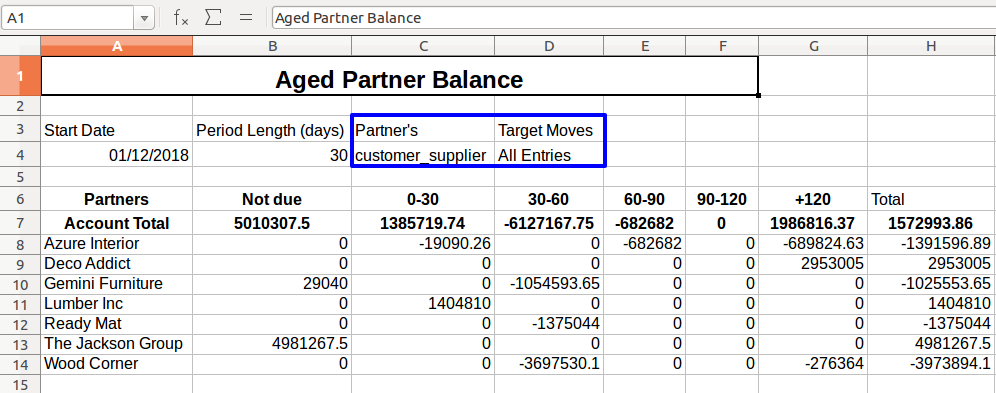 A1 fx Σ = Aged Partner Balance
A B C D E F G H
1 Aged Partner Balance
2
3 Start Date Period Length (days) Partner's Target Moves
4 01/12/2018 30 customer_supplier All Entries
5
6 Partners Not due 0-30 30-60 60-90 90-120 +120 Total
7 Account Total 5010307.5 1385719.74 -6127167.75 -682682 0 1986816.37 1572993.86
8 Azure Interior 0 -19090.26 0 -682682 0 -689824.63 -1391596.89
9 Deco Addict 0 0 0 0 0 2953005 2953005
10 Gemini Furniture 29040 0 -1054593.65 0 0 0 -1025553.65
11 Lumber Inc 0 1404810 0 0 0 0 1404810
12 Ready Mat 0 0 -1375044 0 0 0 -1375044
13 The Jackson Group 4981267.5 0 0 0 0 0 4981267.5
14 Wood Corner 0 0 -3697530.1 0 0 -276364 -3973894.1
15